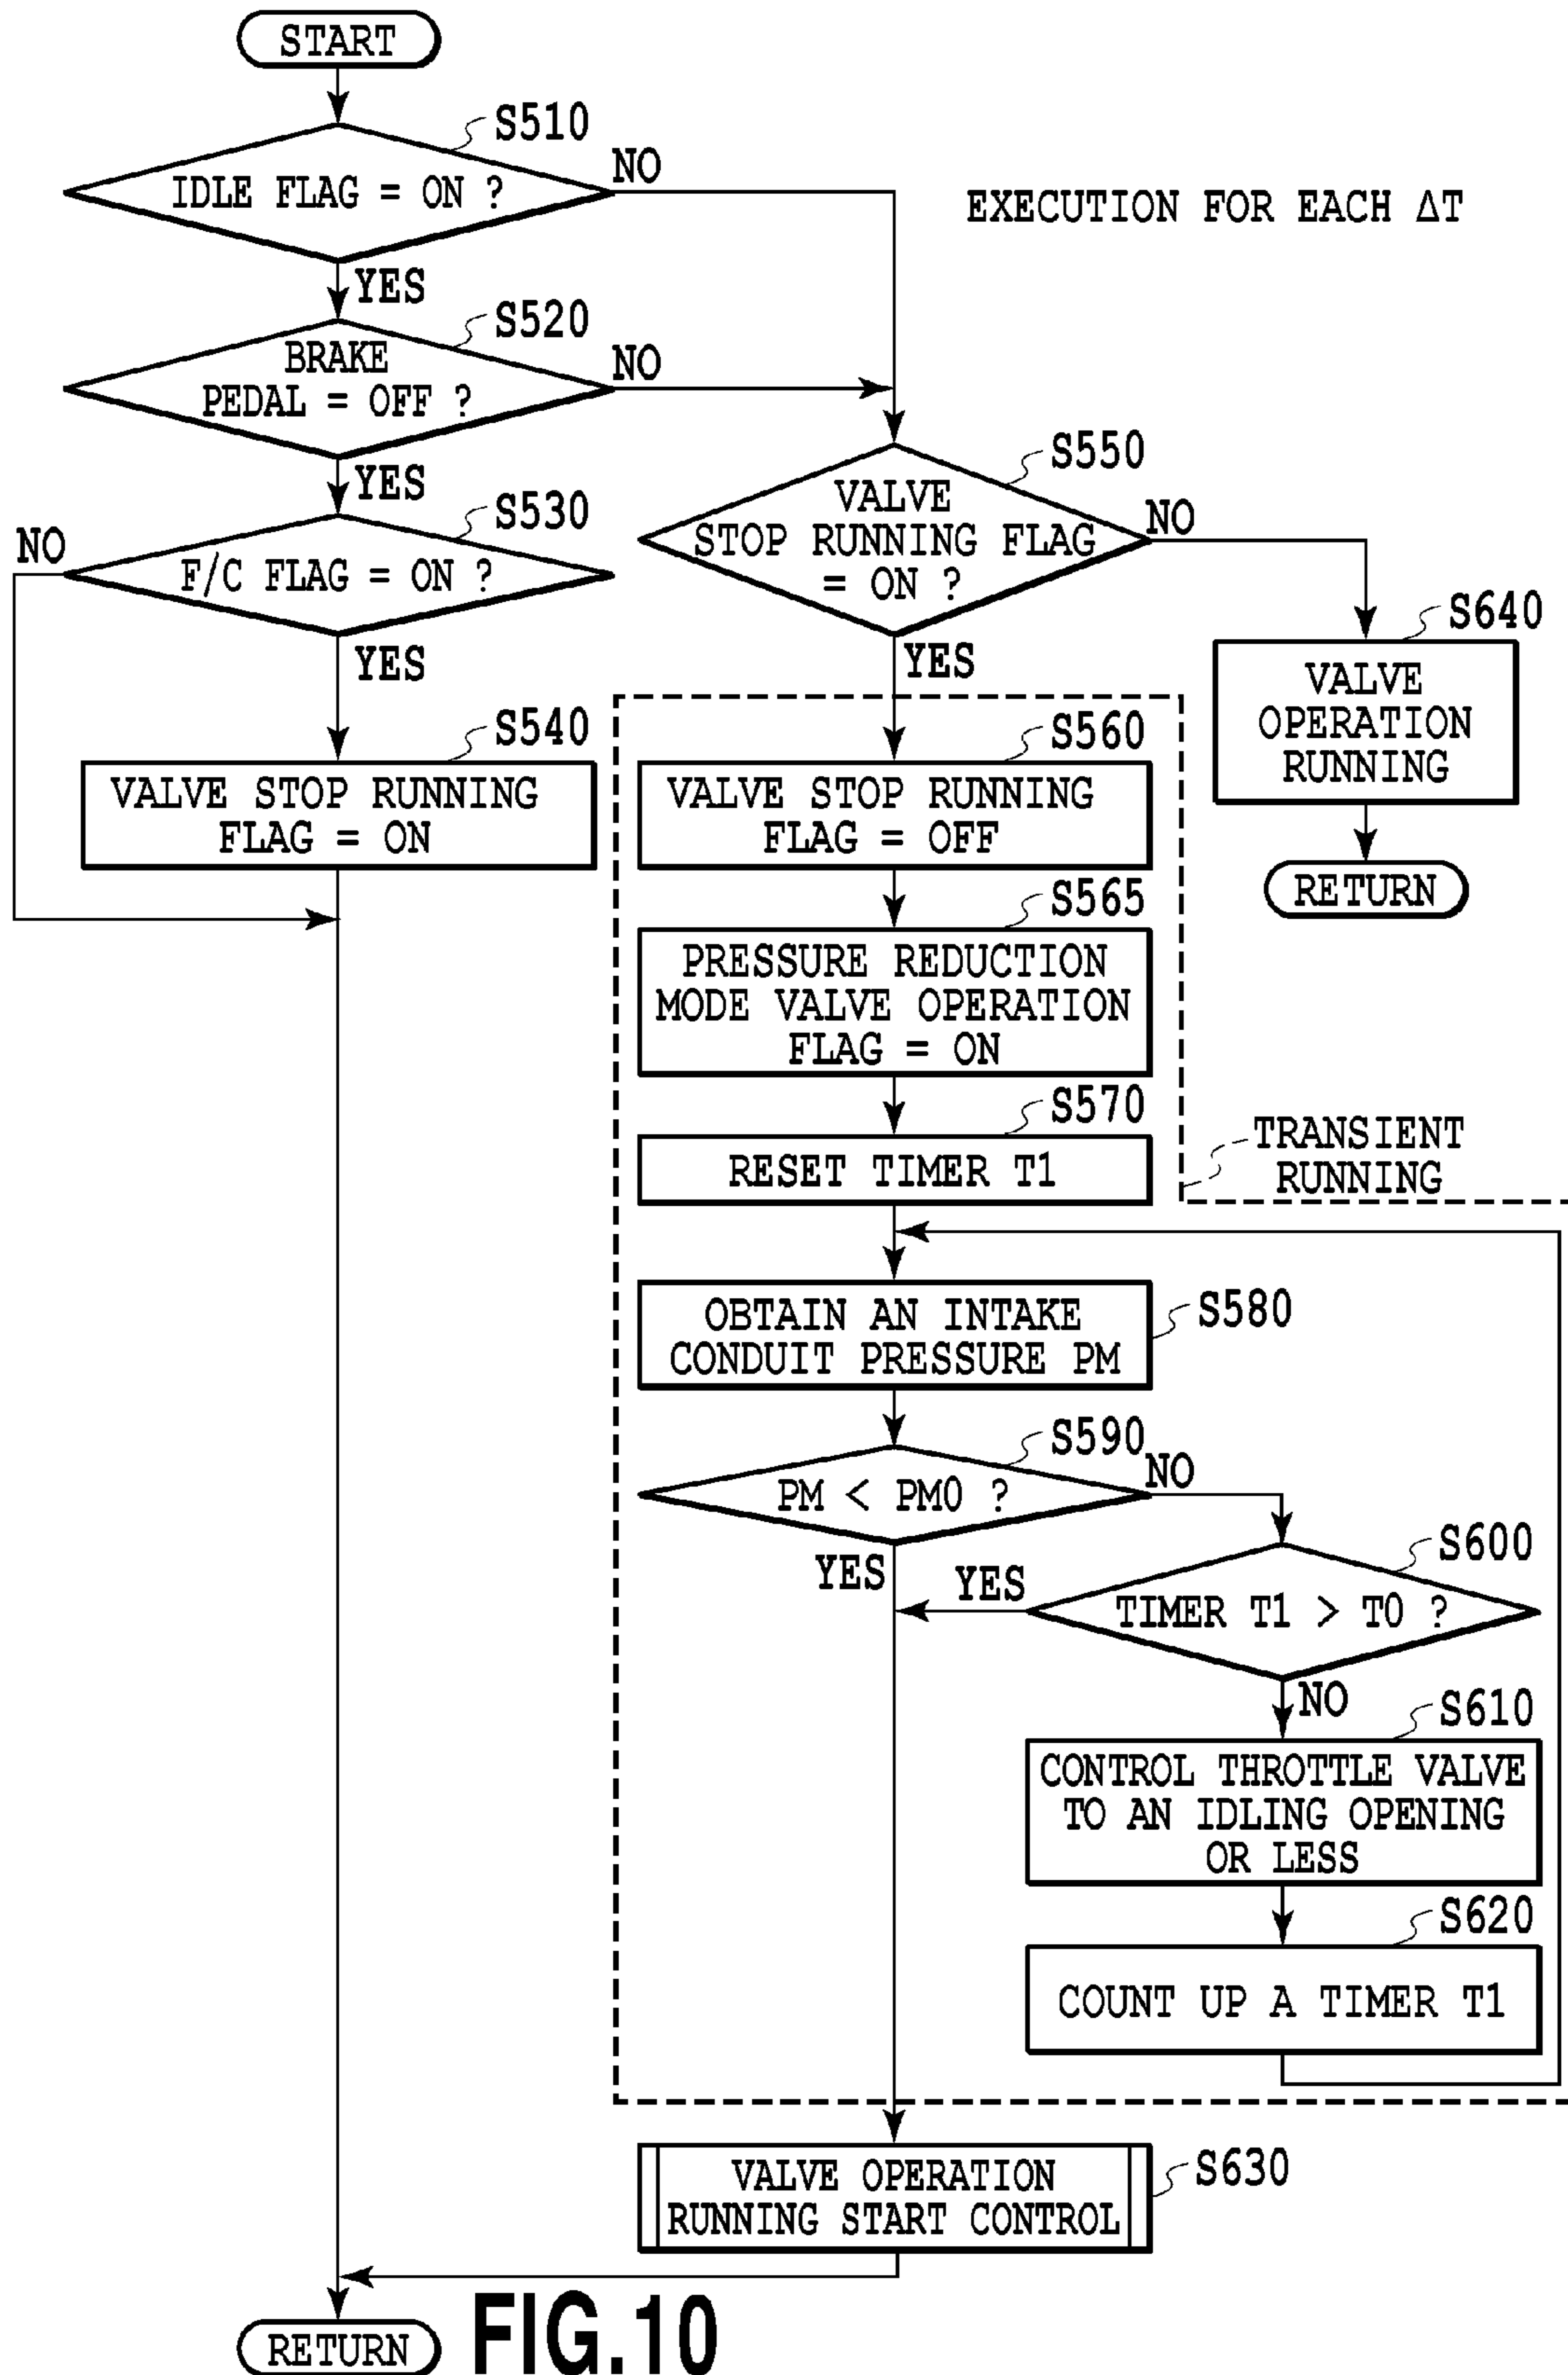 START
S510
IDLE FLAG = ON ?
NO
EXECUTION FOR EACH ΔT
YES
S520
BRAKE
PEDAL = OFF ?
NO
YES
S530
NO
F/C FLAG = ON ?
YES
S540
VALVE STOP RUNNING
FLAG = ON
S550
VALVE
STOP RUNNING FLAG
= ON ?
NO
YES
S640
VALVE
OPERATION
RUNNING
RETURN
S560
VALVE STOP RUNNING
FLAG = OFF
S565
PRESSURE REDUCTION
MODE VALVE OPERATION
FLAG = ON
S570
RESET TIMER T1
TRANSIENT
RUNNING
S580
OBTAIN AN INTAKE
CONDUIT PRESSURE PM
S590
PM < PM0 ?
NO
YES
S600
YES
TIMER T1 > T0 ?
NO
S610
CONTROL THROTTLE VALVE
TO AN IDLING OPENING
OR LESS
S620
COUNT UP A TIMER T1
S630
VALVE OPERATION
RUNNING START CONTROL
RETURN
FIG.10